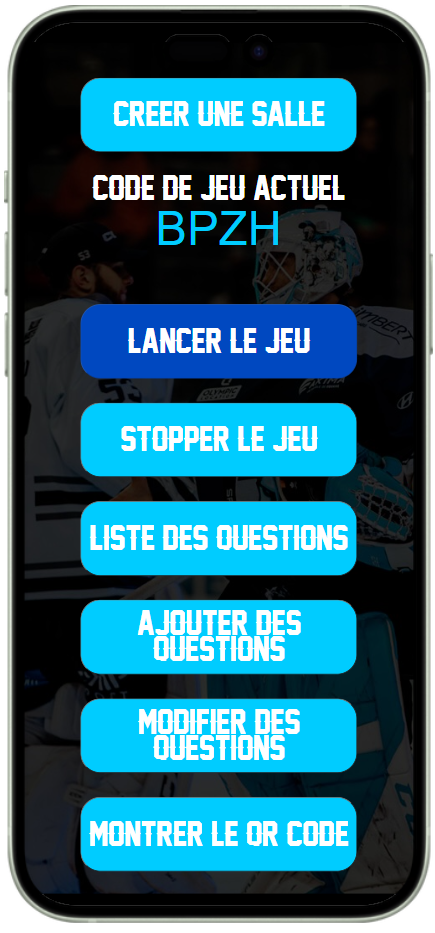 CREER UNE SALLE
CODE DE JEU ACTUEL
BPZH
LANCER LE JEU
STOPPER LE JEU
LISTE DES QUESTIONS
AJOUTER DES
QUESTIONS
MODIFIER DES
QUESTIONS
MONTRER LE QR CODE
53